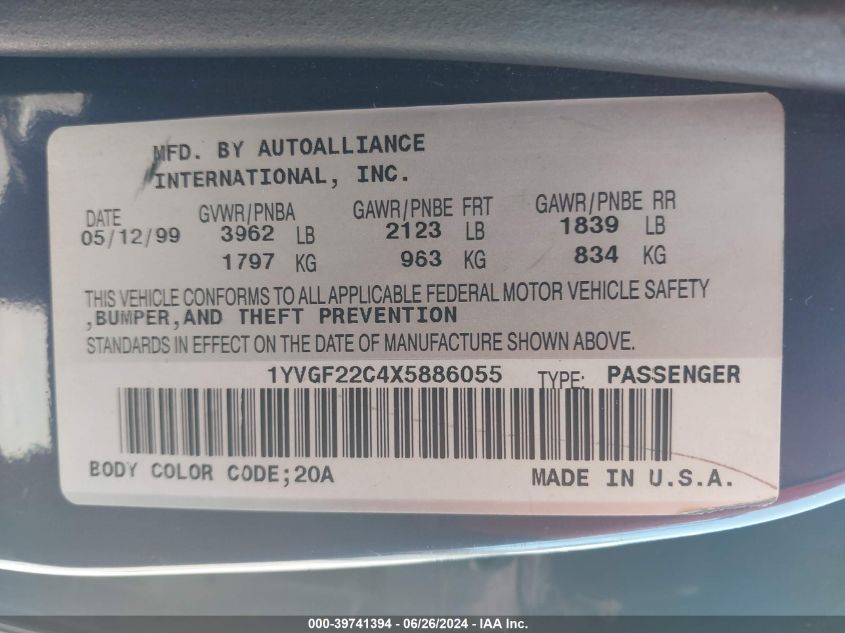 MFD. BY AUTOALLIANCE
INTERNATIONAL, INC.
DATE GVWR/PNBA GAWR/PNBE FRT GAWR/PNBE RR
05/12/99 3962 LB 2123 LB 1839 LB
1797 KG 963 KG 834 KG
THIS VEHICLE CONFORMS TO ALL APPLICABLE FEDERAL MOTOR VEHICLE SAFETY
,BUMPER,AND THEFT PREVENTION
STANDARDS IN EFFECT ON THE DATE OF MANUFACTURE SHOWN ABOVE.
1YVGF22C4X5886055 TYPE: PASSENGER
BODY COLOR CODE;20A MADE IN U.S.A.
000-39741394 - 06/26/2024 - IAA Inc.